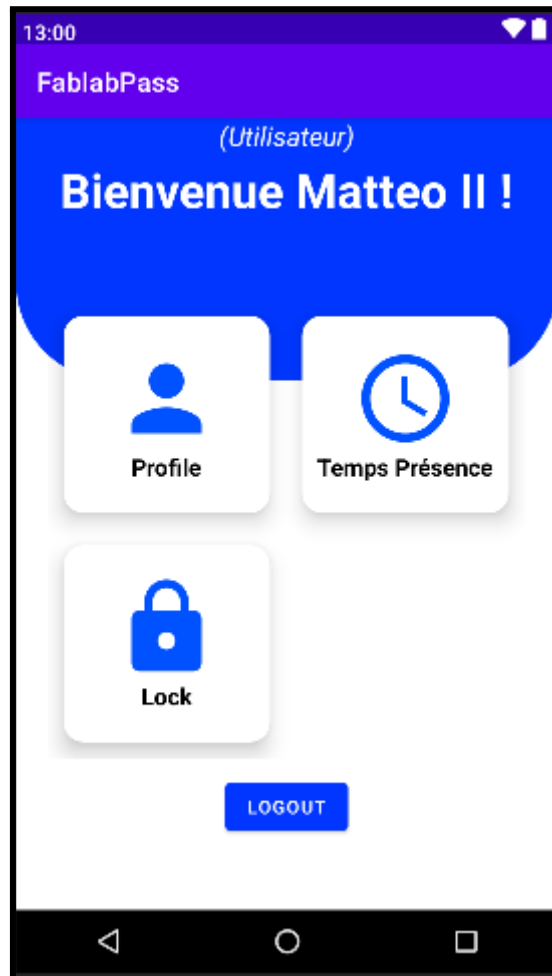 13:00
FablabPass
(Utilisateur)
Bienvenue Matteo II !
Profile
Temps Présence
Lock
LOGOUT